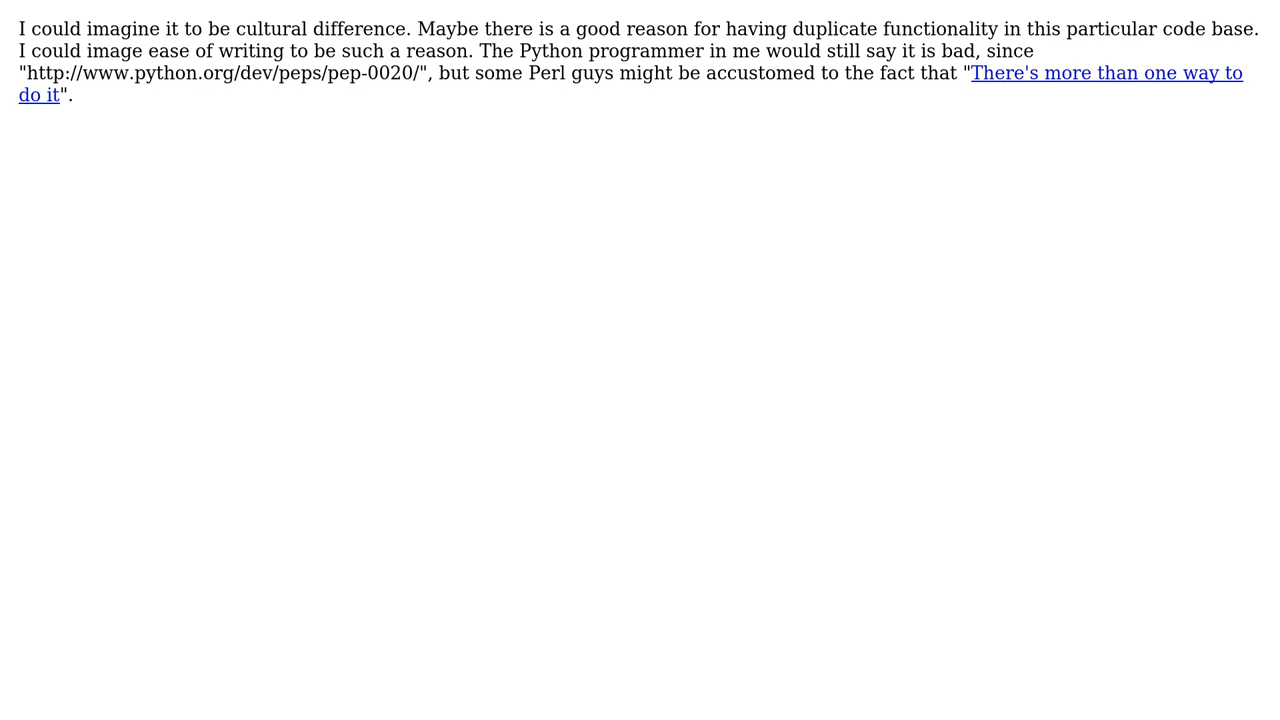 I could imagine it to be cultural difference. Maybe there is a good reason for having duplicate functionality in this particular code base.
I could image ease of writing to be such a reason. The Python programmer in me would still say it is bad, since
"http://www.python.org/dev/peps/pep-0020/", but some Perl guys might be accustomed to the fact that "There's more than one way to
do it".